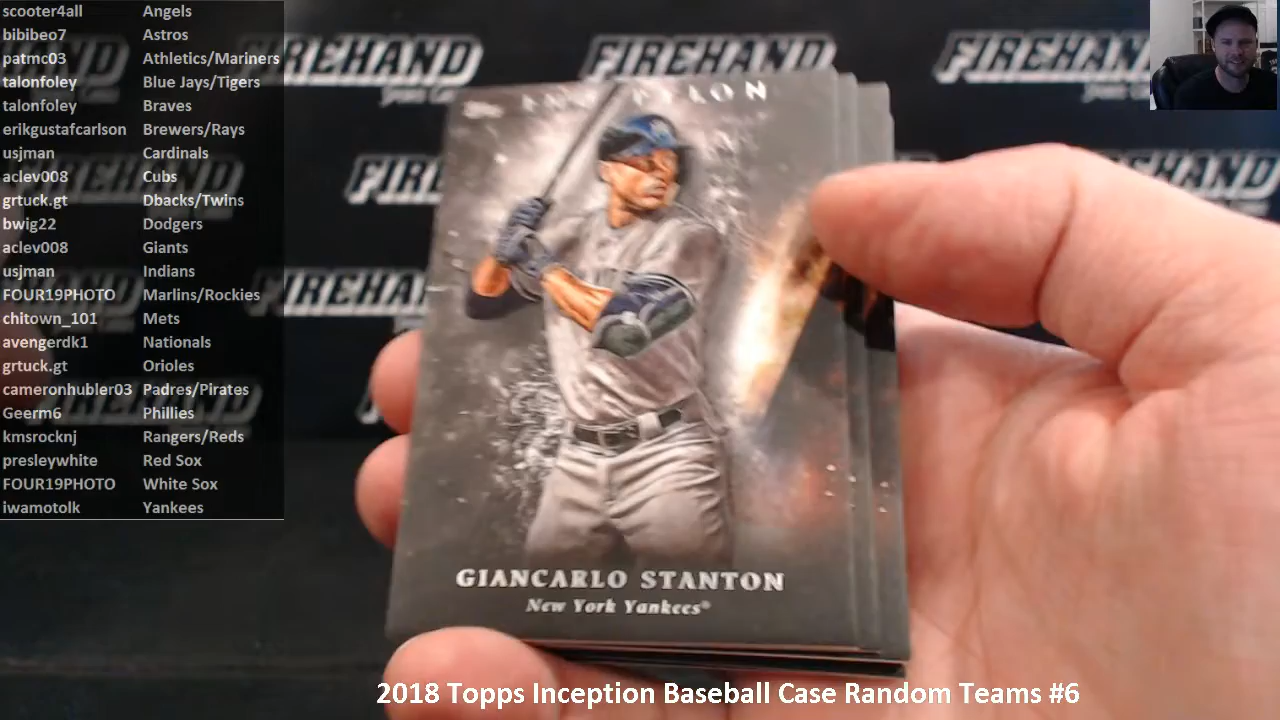 scooter4all Angels
bibibeo7 Astros
patmc03 Athletics/Mariners
talonfoley Blue Jays/Tigers
talonfoley Braves
erikgustafcarlson Brewers/Rays
usjman Cardinals
aclev008 Cubs
grtuck.gt Dbacks/Twins
bwig22 Dodgers
aclev008 Giants
usjman Indians
FOUR19PHOTO Marlins/Rockies
chitown_101 Mets
avengerdk1 Nationals
grtuck.gt Orioles
cameronhubler03 Padres/Pirates
Geerm6 Phillies
kmsrocknj Rangers/Reds
presleywhite Red Sox
FOUR19PHOTO White Sox
iwamotolk Yankees
FIREHAND FIREHAND
GIANCARLO STANTON
New York Yankees®
2018 Topps Inception Baseball Case Random Teams #6